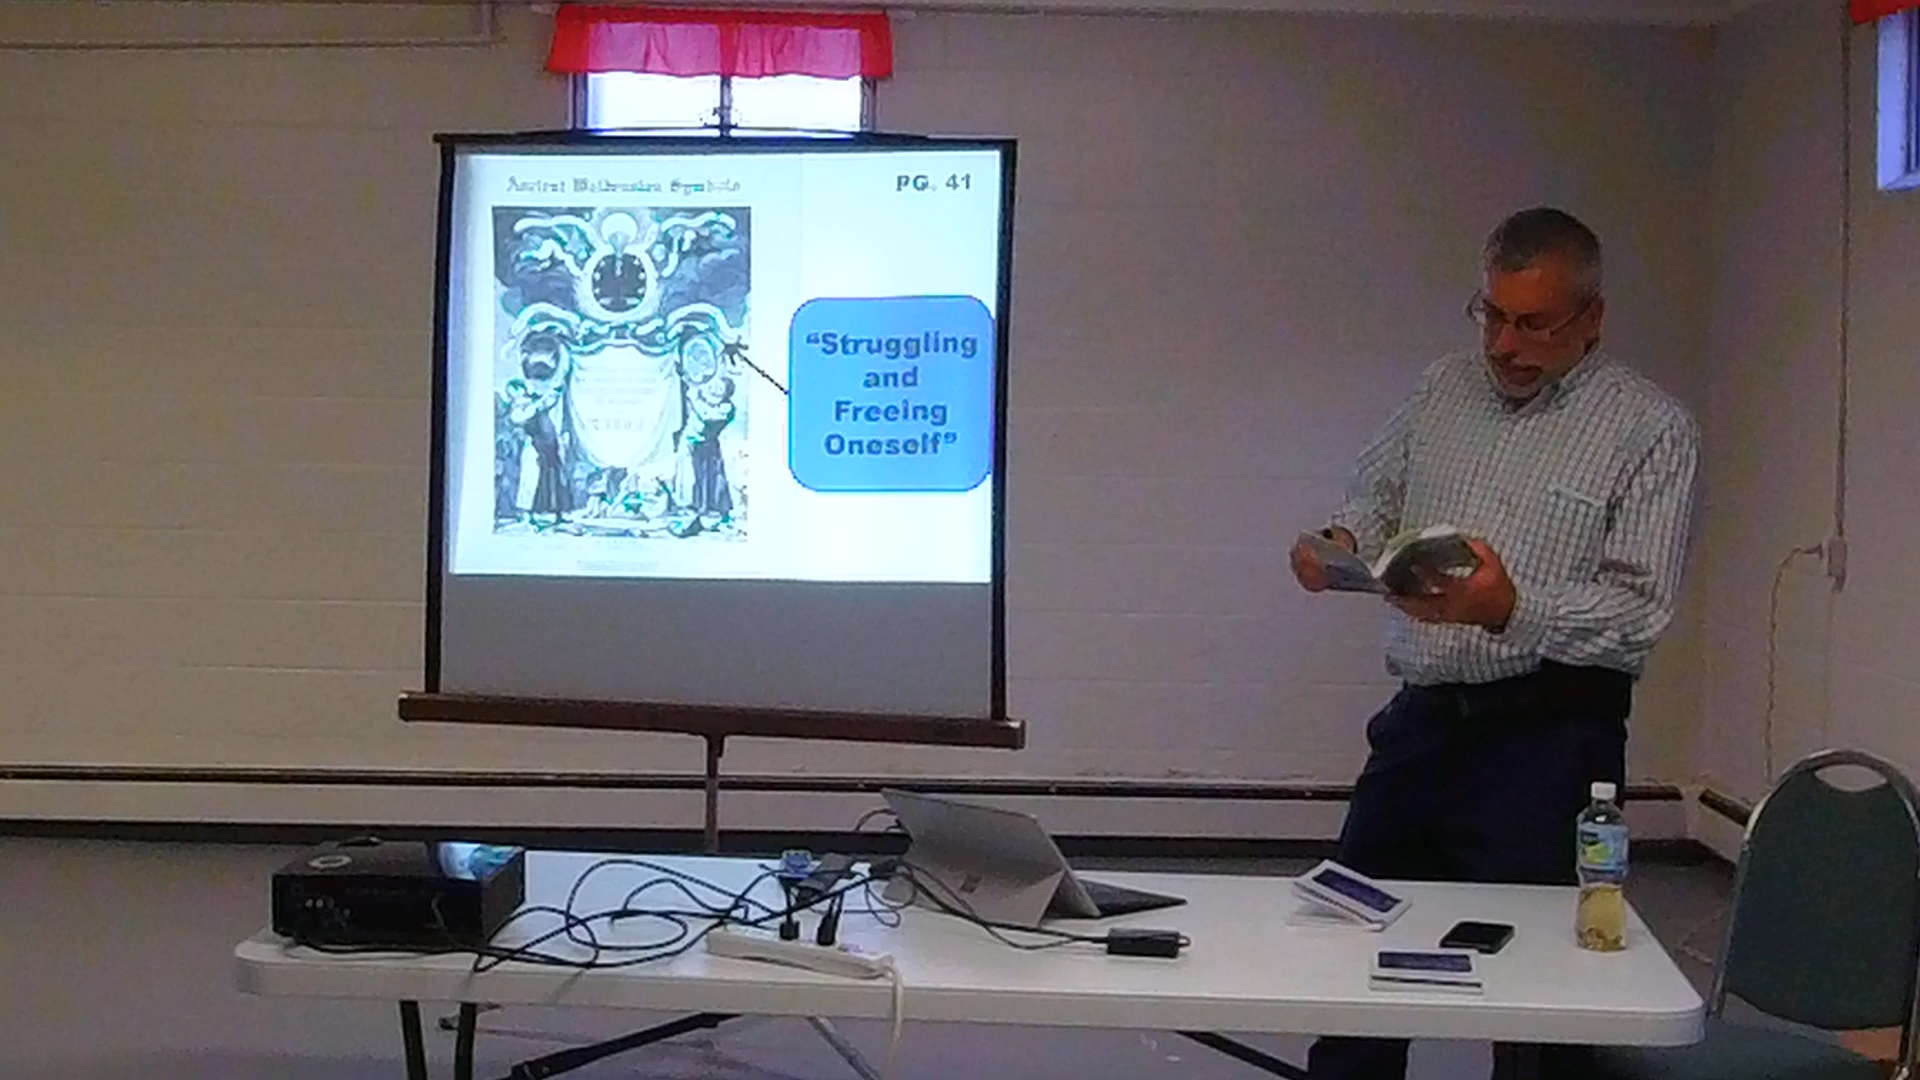 Ancient Waldensian Symbols
PG. 41
“Struggling
and
Freeing
Oneself”